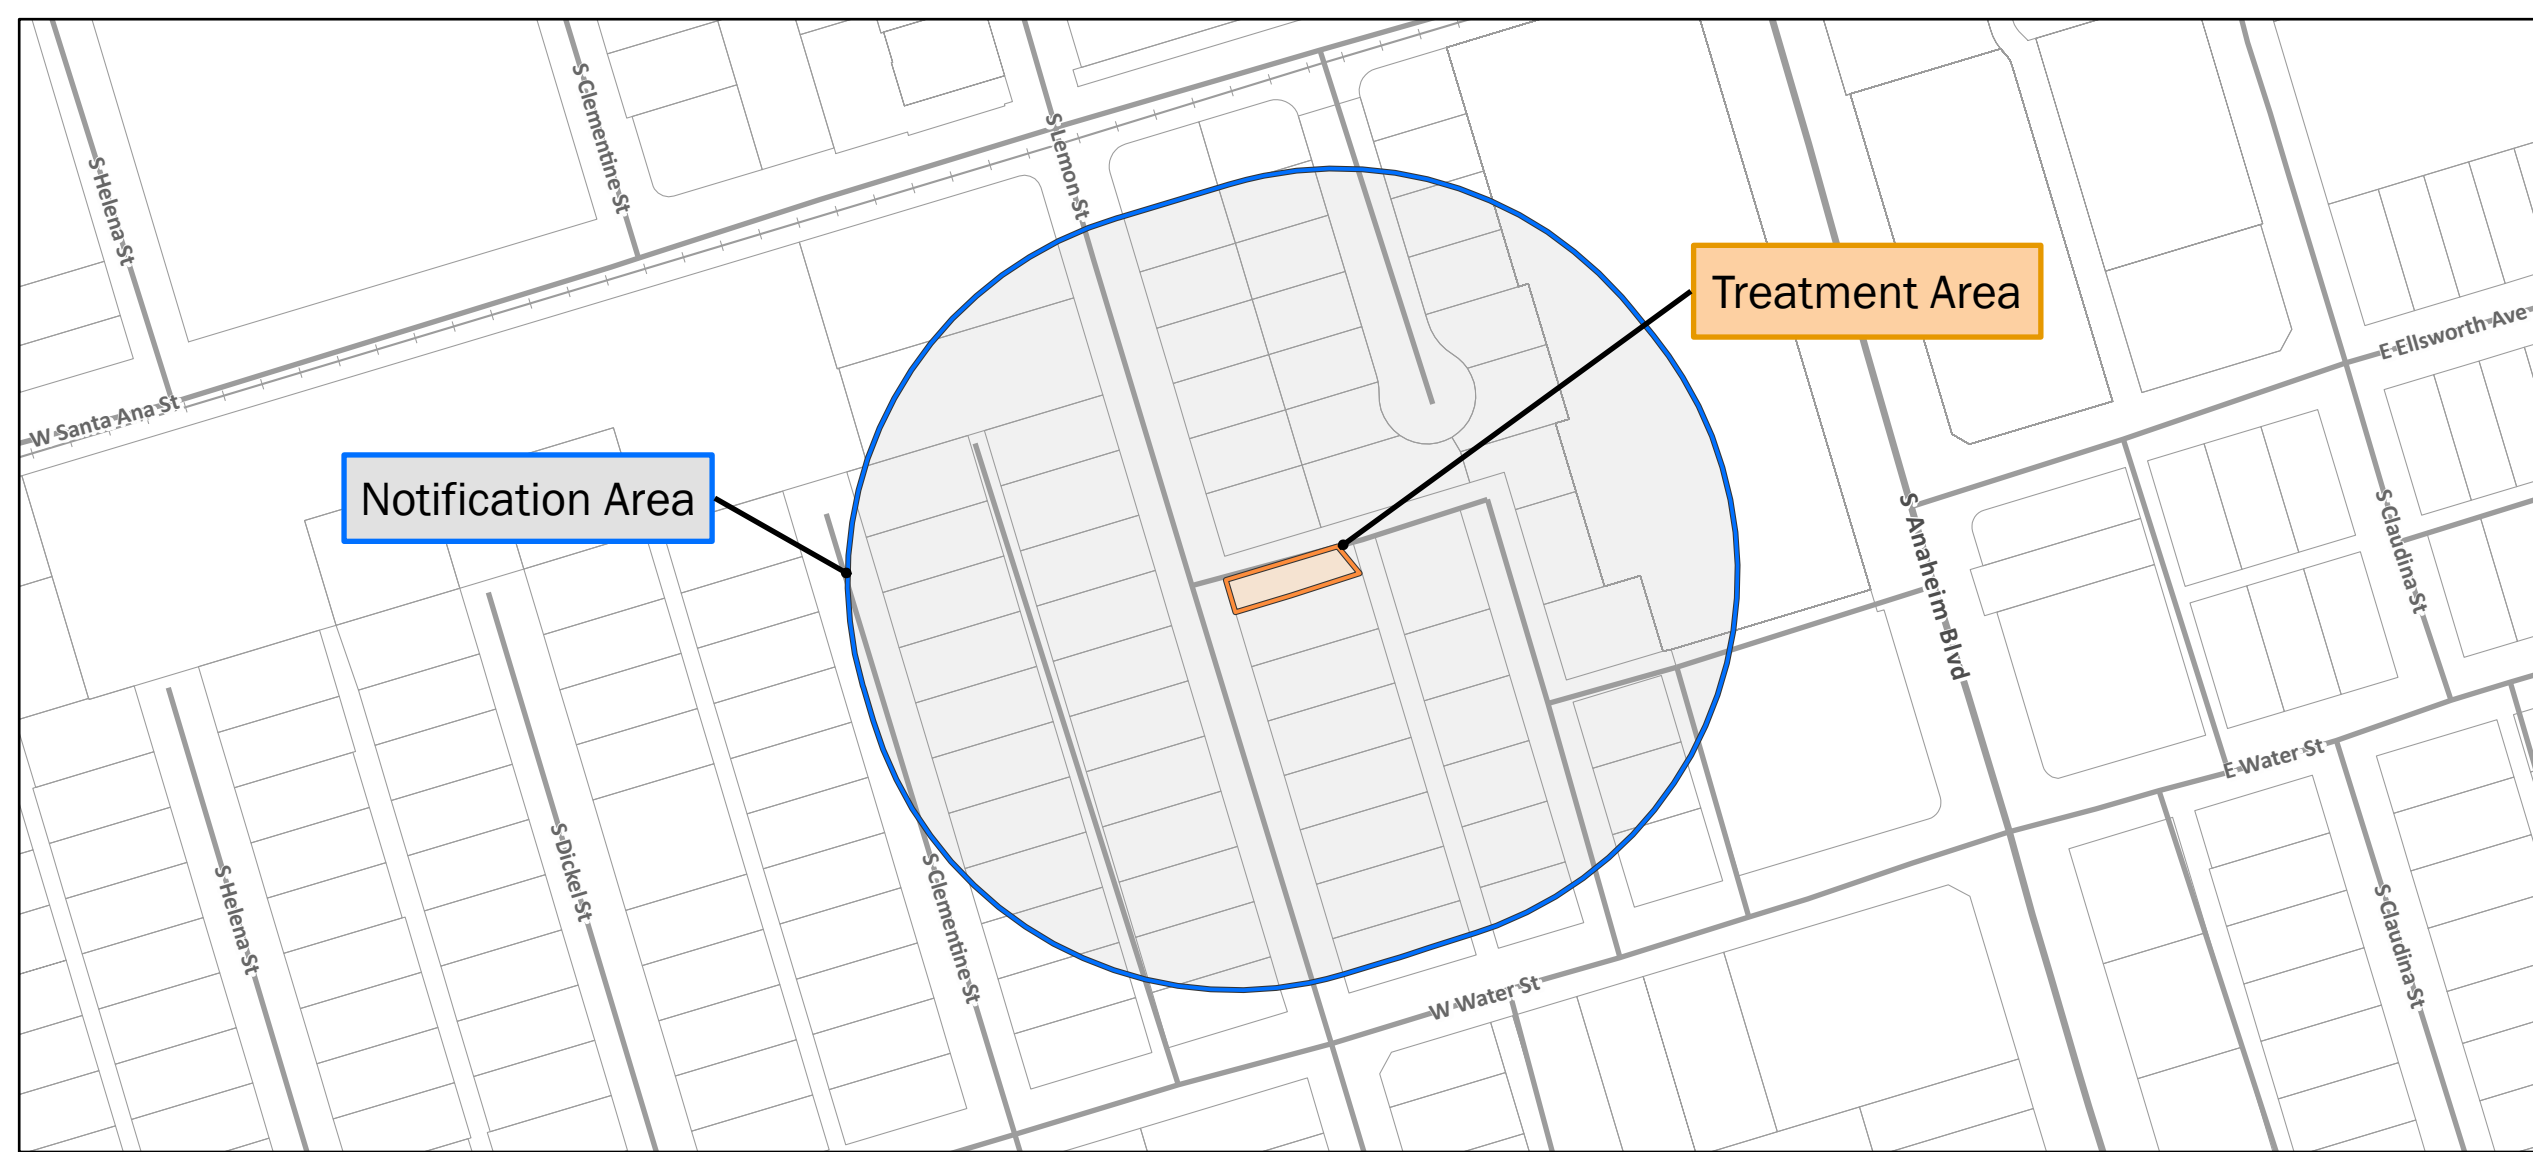 S Clementine St
S Lemon St
S Helena St
Treatment Area
E Ellsworth Ave
W Santa Ana St
Notification Area
S Anaheim Blvd
S Claudina St
E Water St
S Dickel St
S Clementine St
S Helena St
S Claudina St
W Water St